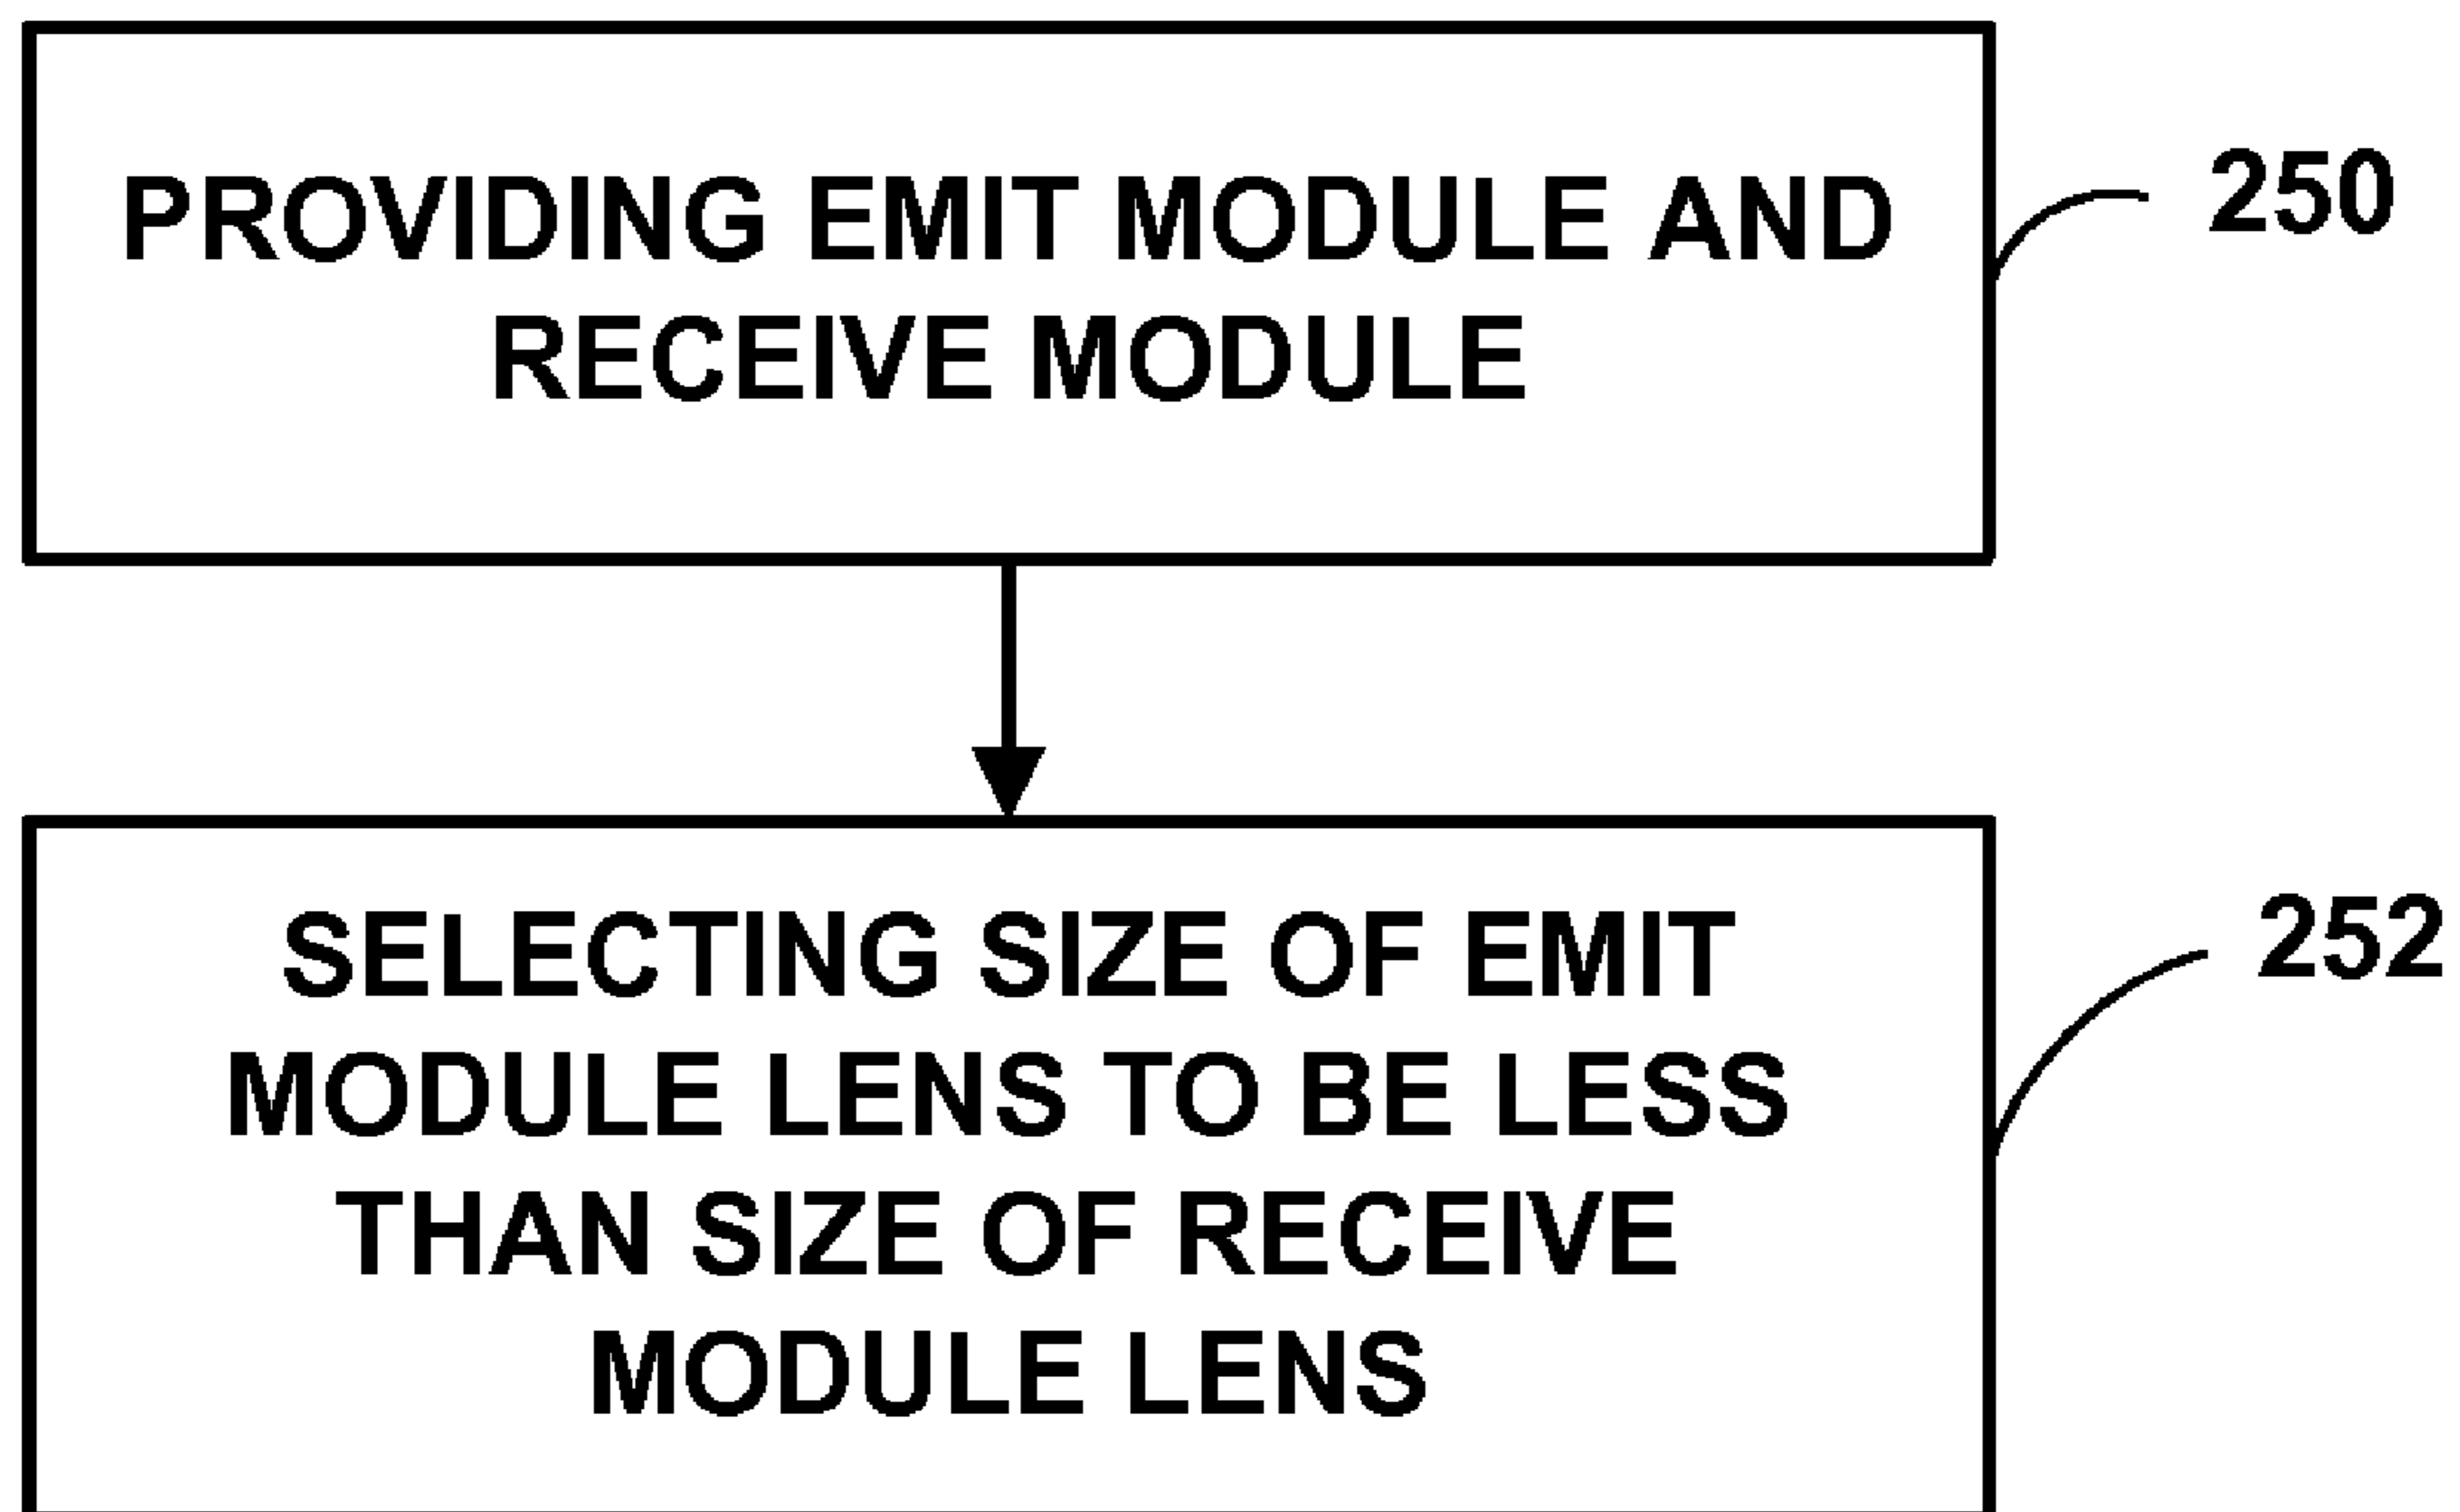 PROVIDING EMIT MODULE AND
RECEIVE MODULE
250
SELECTING SIZE OF EMIT
MODULE LENS TO BE LESS
THAN SIZE OF RECEIVE
MODULE LENS
252